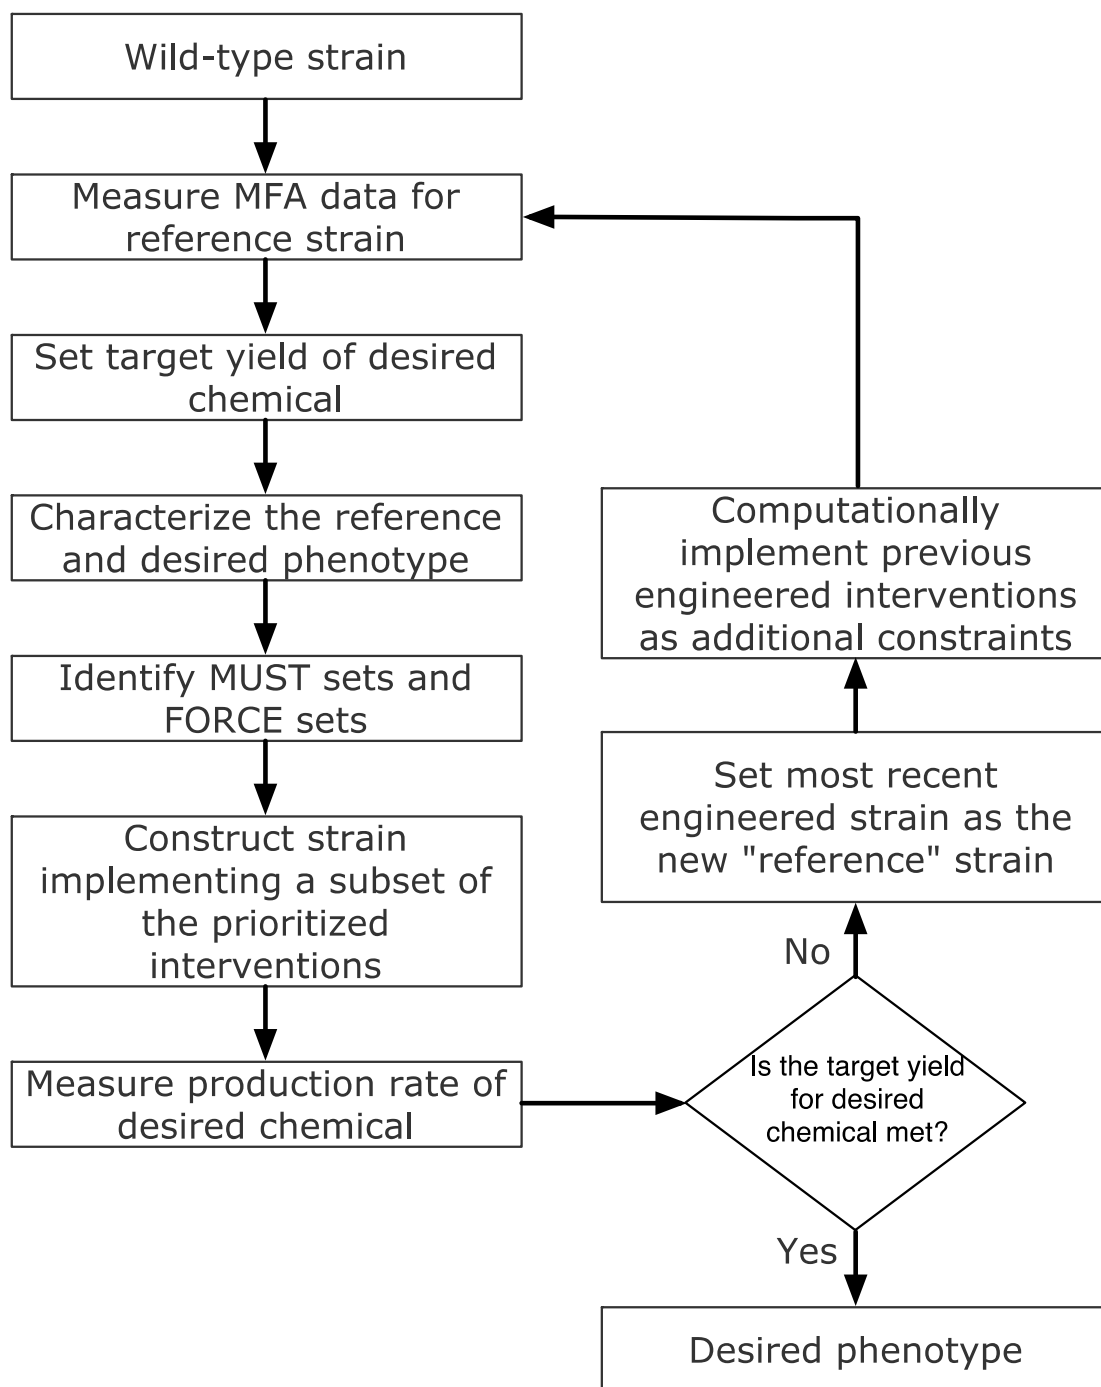 Wild-type strain
Measure MFA data for
reference strain
Set target yield of desired
chemical
Characterize the reference
and desired phenotype
Identify MUST sets and
FORCE sets
Construct strain
implementing a subset of
the prioritized
interventions
Measure production rate of
desired chemical
Is the target yield
for desired
chemical met?
No
Set most recent
engineered strain as the
new "reference" strain
Computationally
implement previous
engineered interventions
as additional constraints
Yes
Desired phenotype